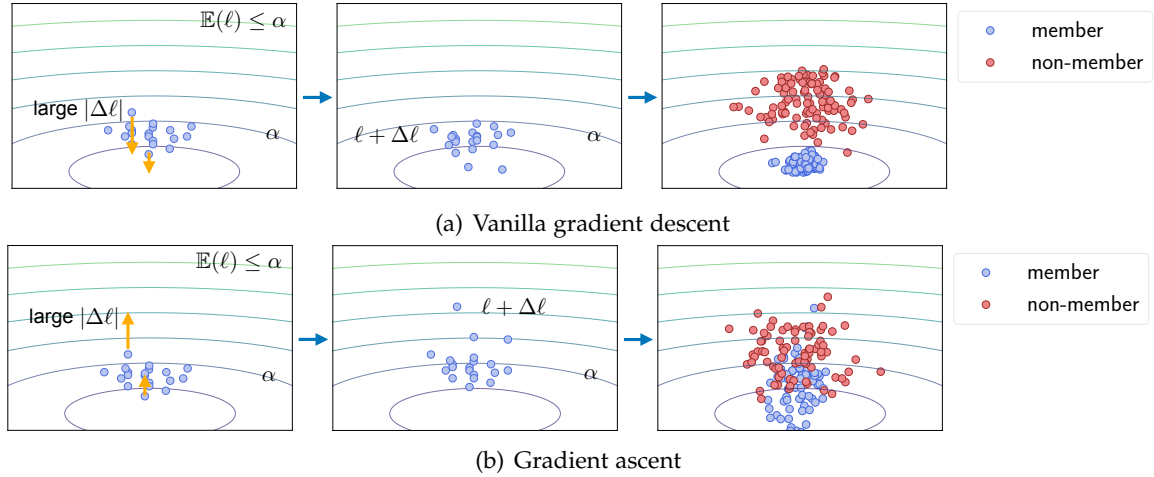 𝔼(ℓ) ≤ α
large |Δℓ|
α
ℓ + Δℓ
α
member
non-member
(a) Vanilla gradient descent
𝔼(ℓ) ≤ α
large |Δℓ|
α
ℓ + Δℓ
α
member
non-member
(b) Gradient ascent